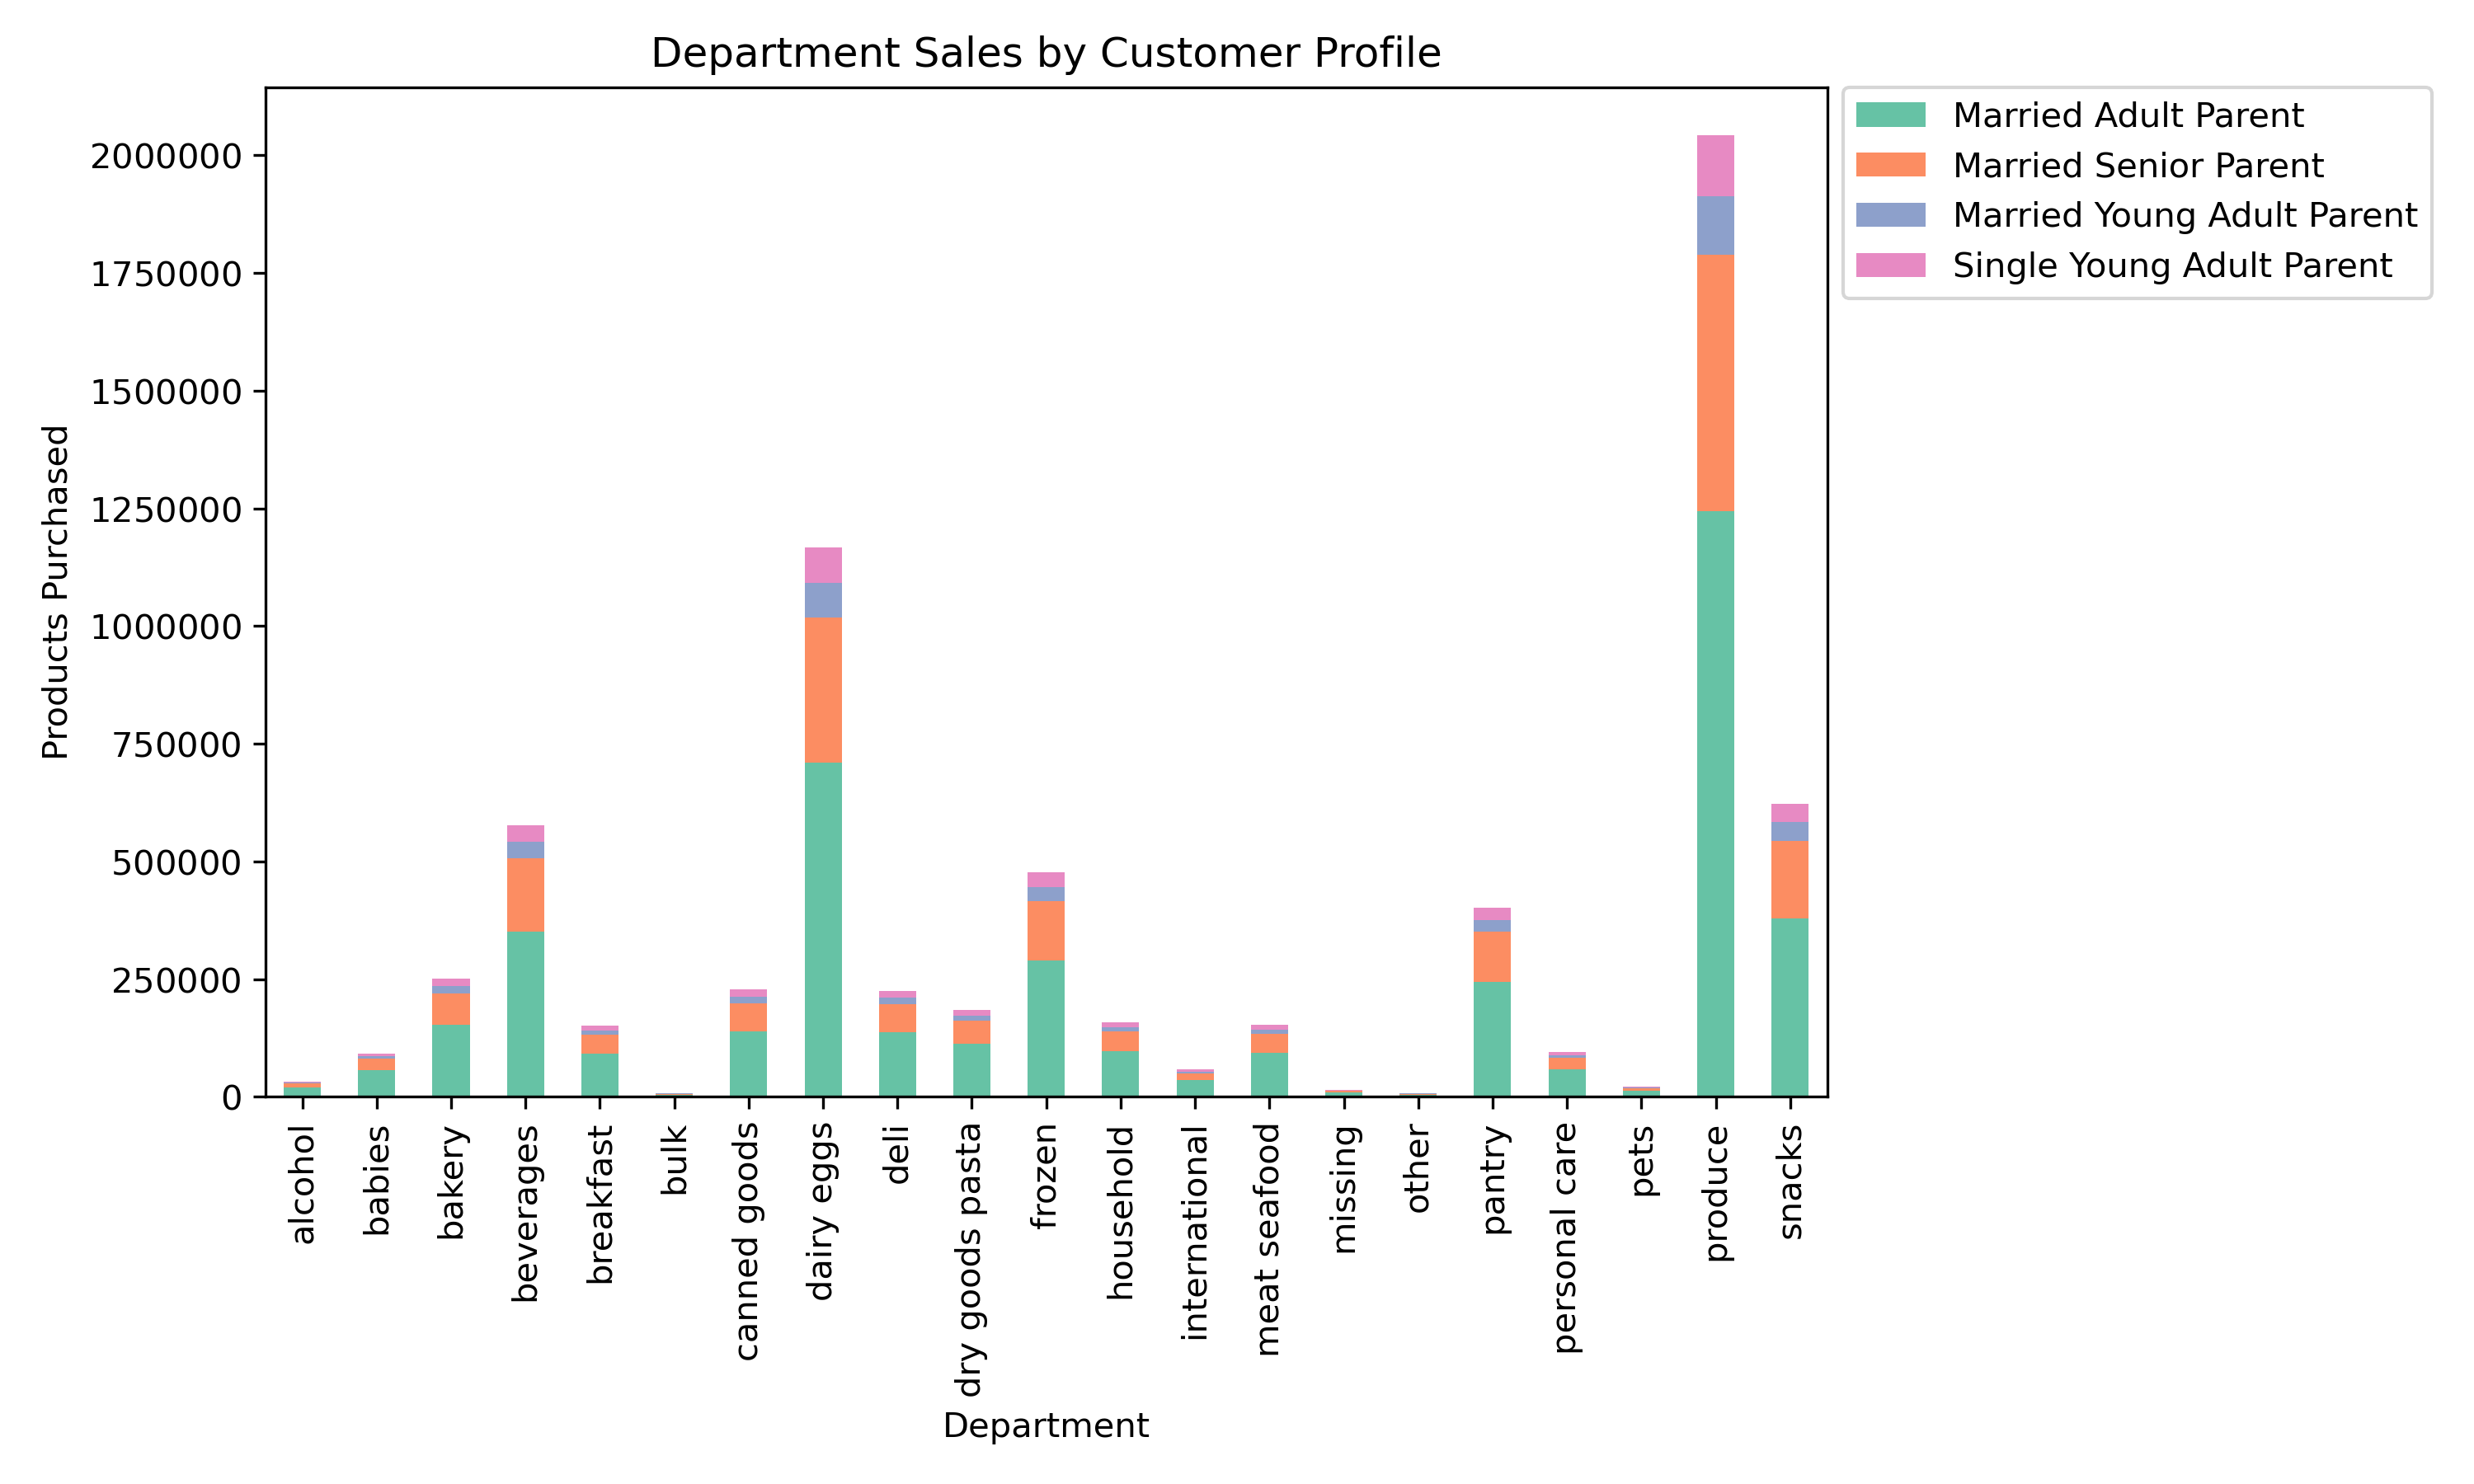 Department Sales by Customer Profile
Married Adult Parent
Married Senior Parent
Married Young Adult Parent
Single Young Adult Parent
Products Purchased
2000000
1750000
1500000
1250000
1000000
750000
500000
250000
0
alcohol
babies
bakery
beverages
breakfast
bulk
canned goods
dairy eggs
deli
dry goods pasta
frozen
household
international
meat seafood
missing
other
pantry
personal care
pets
produce
snacks
Department